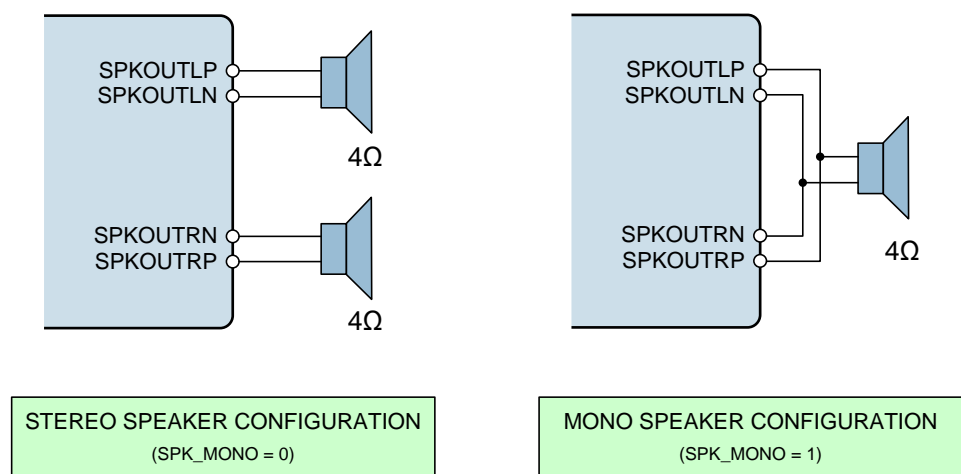 SPKOUTLP
SPKOUTLN
4Ω
SPKOUTRN
SPKOUTRP
4Ω
STEREO SPEAKER CONFIGURATION
(SPK_MONO = 0)
SPKOUTLP
SPKOUTLN
SPKOUTRN
SPKOUTRP
4Ω
MONO SPEAKER CONFIGURATION
(SPK_MONO = 1)